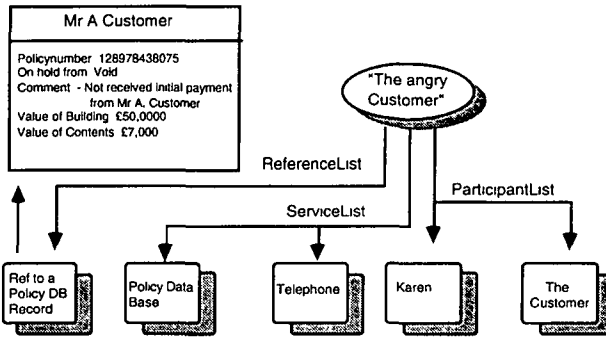 Mr A Customer
Policynumber 128978438075
On hold from Void
Comment - Not received initial payment
from Mr A. Customer
Value of Building £50,0000
Value of Contents £7,000
"The angry
Customer"
ReferenceList
ParticipantList
ServiceList
Ref to a
Policy DB
Record
Policy Data
Base
Telephone
Karen
The
Customer